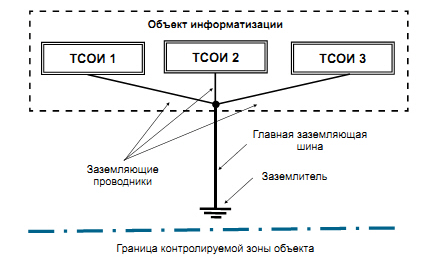 Объект информатизации
ТСОИ 1
ТСОИ 2
ТСОИ 3
Главная заземляющая
шина
Заземляющие
проводники
Заземлитель
Граница контролируемой зоны объекта